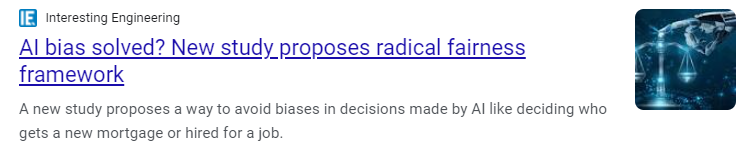 IE Interesting Engineering
AI bias solved? New study proposes radical fairness
framework
A new study proposes a way to avoid biases in decisions made by AI like deciding who
gets a new mortgage or hired for a job.